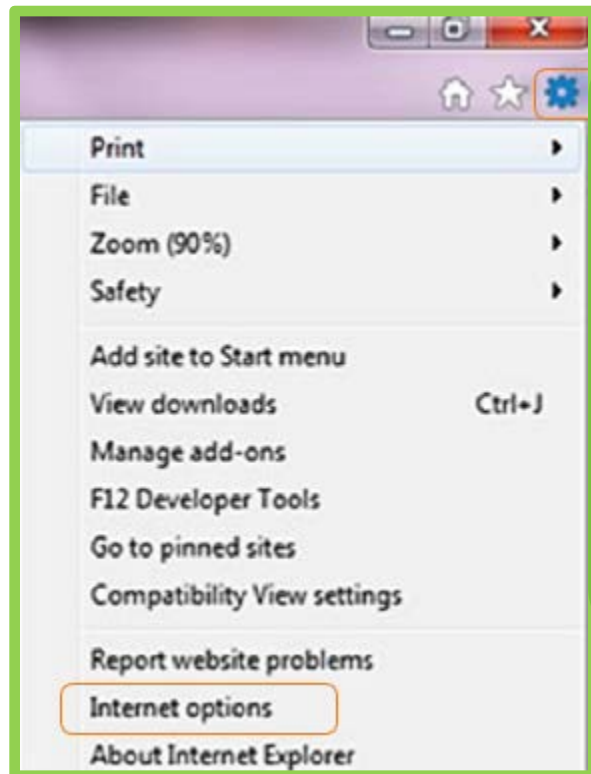 Print
File
Zoom (90%)
Safety
Add site to Start menu
View downloads Ctrl+J
Manage add-ons
F12 Developer Tools
Go to pinned sites
Compatibility View settings
Report website problems
Internet options
About Internet Explorer